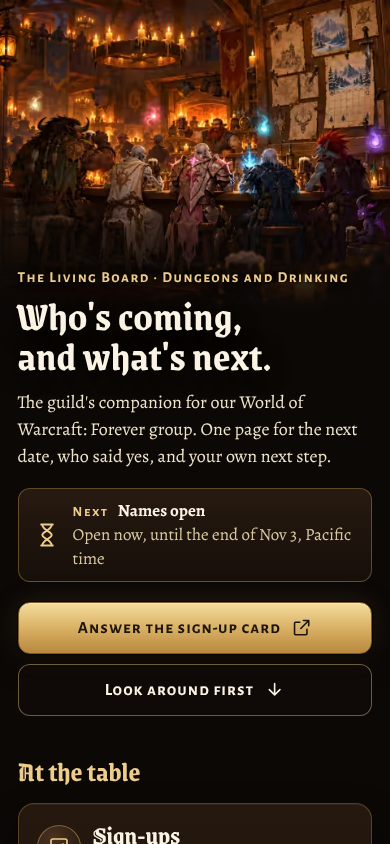 The Living Board · Dungeons and Drinking
Who's coming,
and what's next.
The guild's companion for our World of
Warcraft: Forever group. One page for the next
date, who said yes, and your own next step.
Next Names open
Open now, until the end of Nov 3, Pacific
time
Answer the sign-up card
Look around first
At the table
Sign-ups